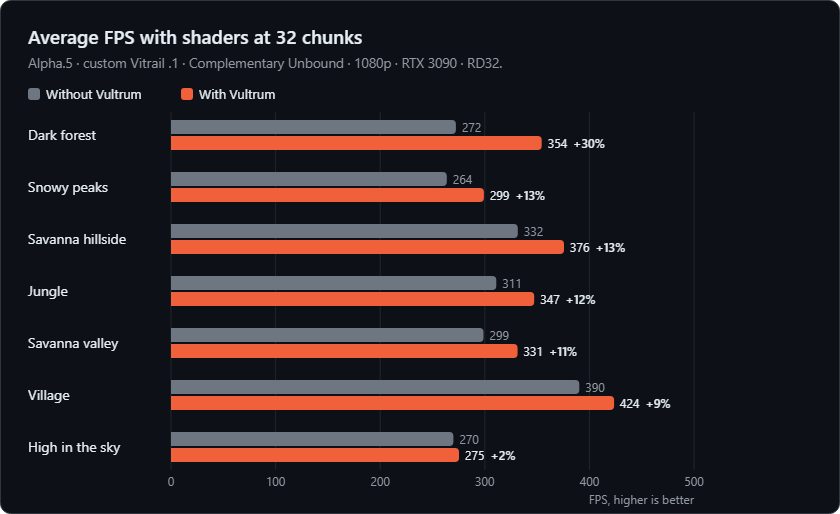 Average FPS with shaders at 32 chunks
Alpha.5 · custom Vitrail .1 · Complementary Unbound · 1080p · RTX 3090 · RD32.
Without Vultrum With Vultrum
Dark forest 272
354 +30%
Snowy peaks 264
299 +13%
Savanna hillside 332
376 +13%
Jungle 311
347 +12%
Savanna valley 299
331 +11%
Village 390
424 +9%
High in the sky 270
275 +2%
0 100 200 300 400 500
FPS, higher is better